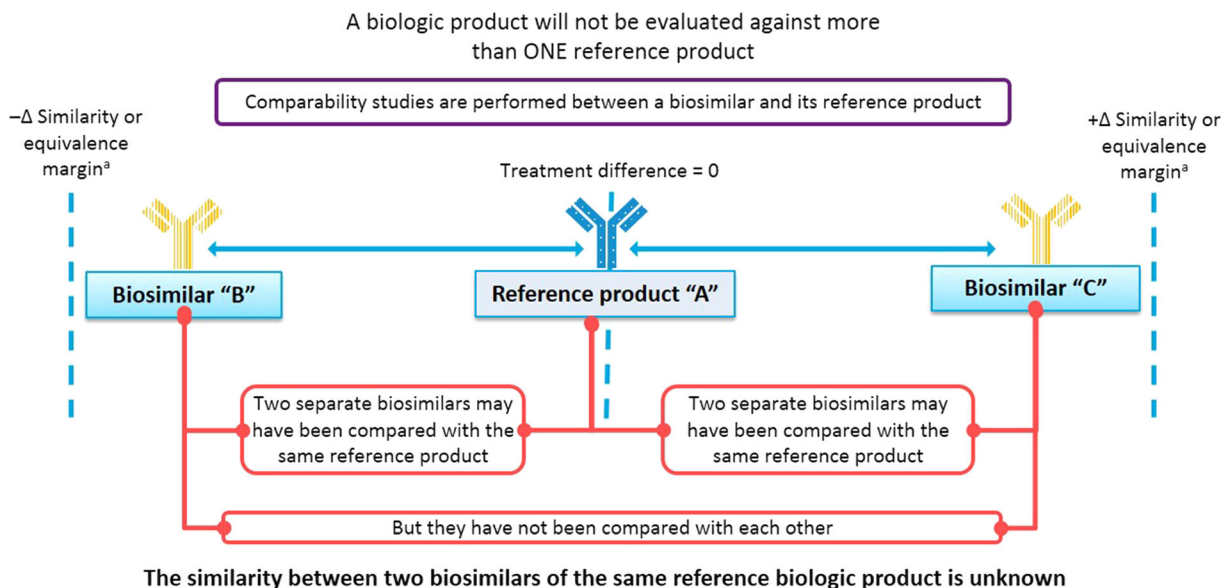 A biologic product will not be evaluated against more
than ONE reference product
Comparability studies are performed between a biosimilar and its reference product
–Δ Similarity or
equivalence
marginᵃ
+Δ Similarity or
equivalence
marginᵃ
Treatment difference = 0
Biosimilar “B”
Reference product “A”
Biosimilar “C”
Two separate biosimilars may
have been compared with the
same reference product
Two separate biosimilars may
have been compared with the
same reference product
But they have not been compared with each other
The similarity between two biosimilars of the same reference biologic product is unknown